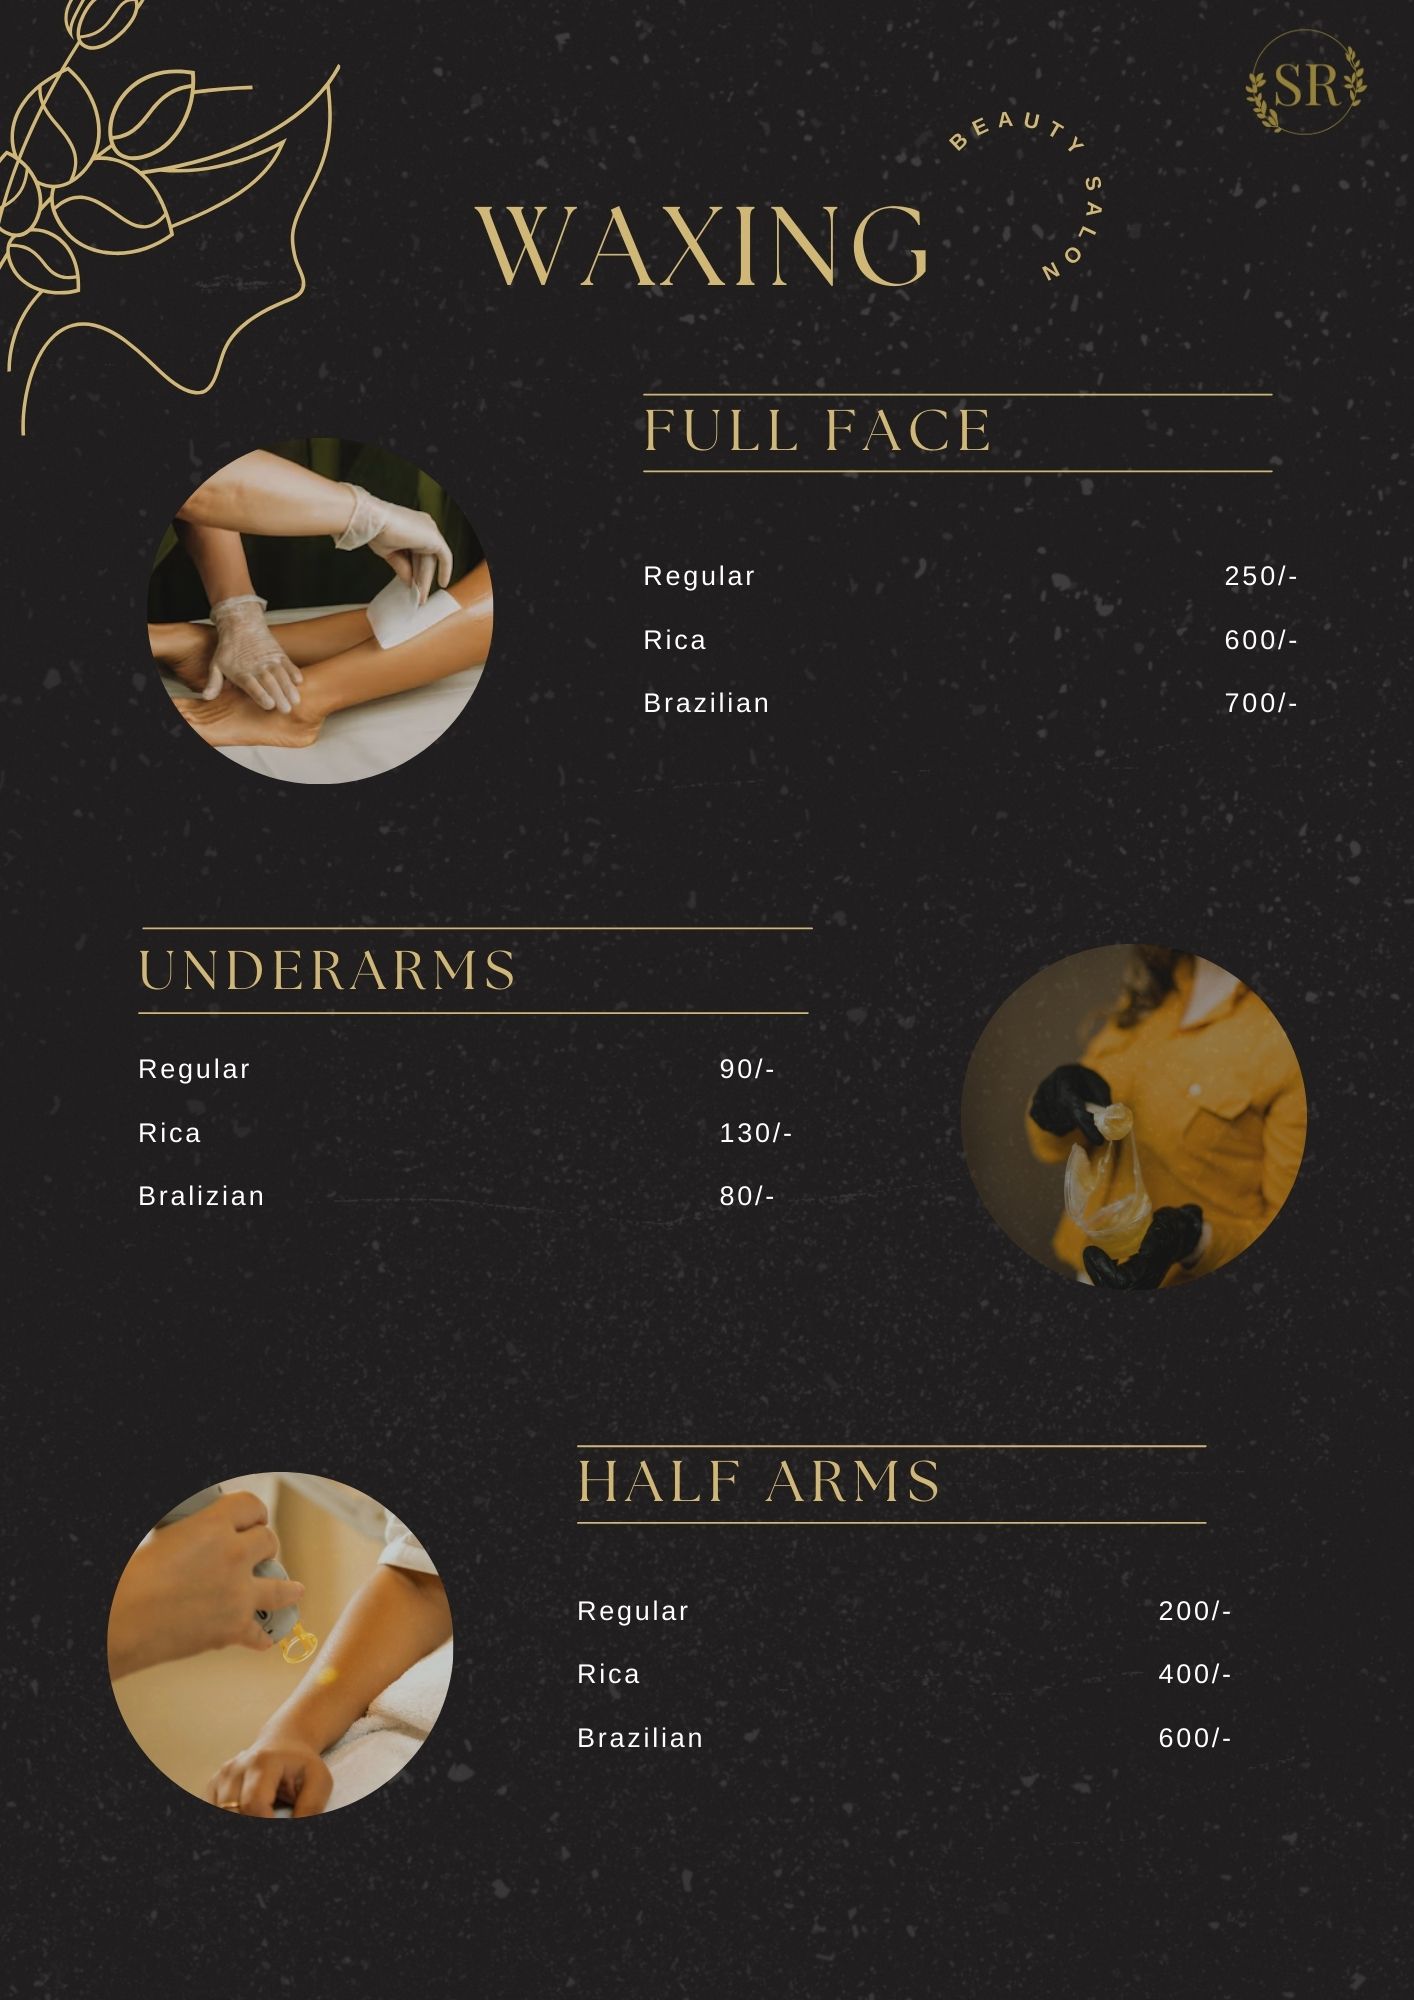 SR
BEAUTY SALON
WAXING
FULL FACE
Regular 250/-
Rica 600/-
Brazilian 700/-
UNDERARMS
Regular 90/-
Rica 130/-
Bralizian 80/-
HALF ARMS
Regular 200/-
Rica 400/-
Brazilian 600/-